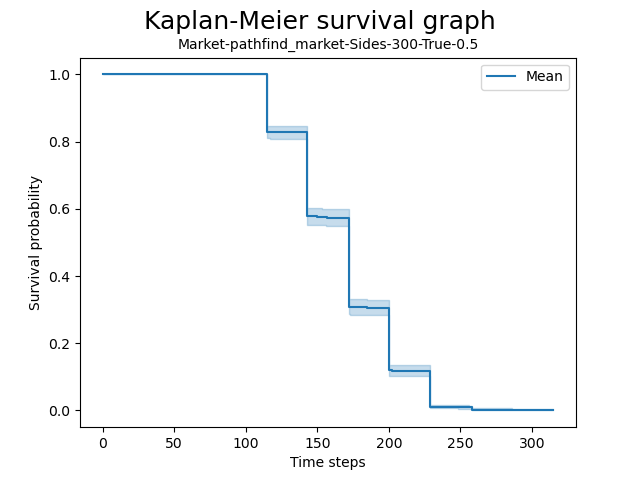 Kaplan-Meier survival graph
Market-pathfind_market-Sides-300-True-0.5
Mean
1.0
0.8
0.6
0.4
0.2
0.0
Survival probability
0 50 100 150 200 250 300
Time steps